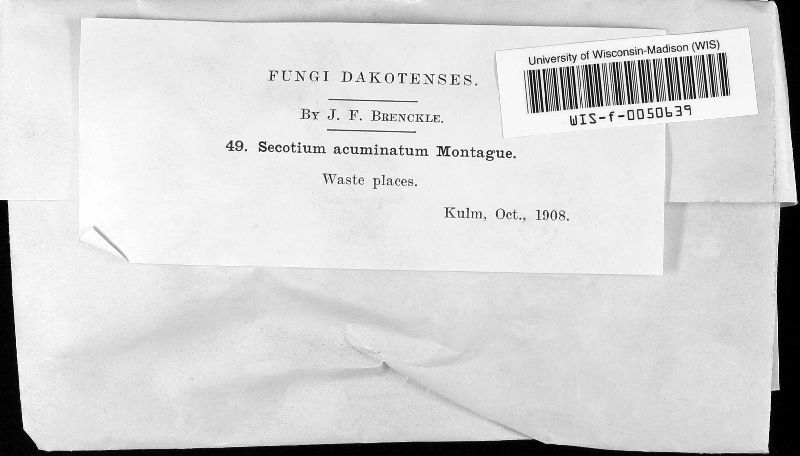 FUNGI DAKOTENSES.
BY J. F. BRENCKLE.
49. Secotium acuminatum Montague.
Waste places.
Kulm, Oct., 1908.
University of Wisconsin-Madison (WIS)
WIS-f-0050639